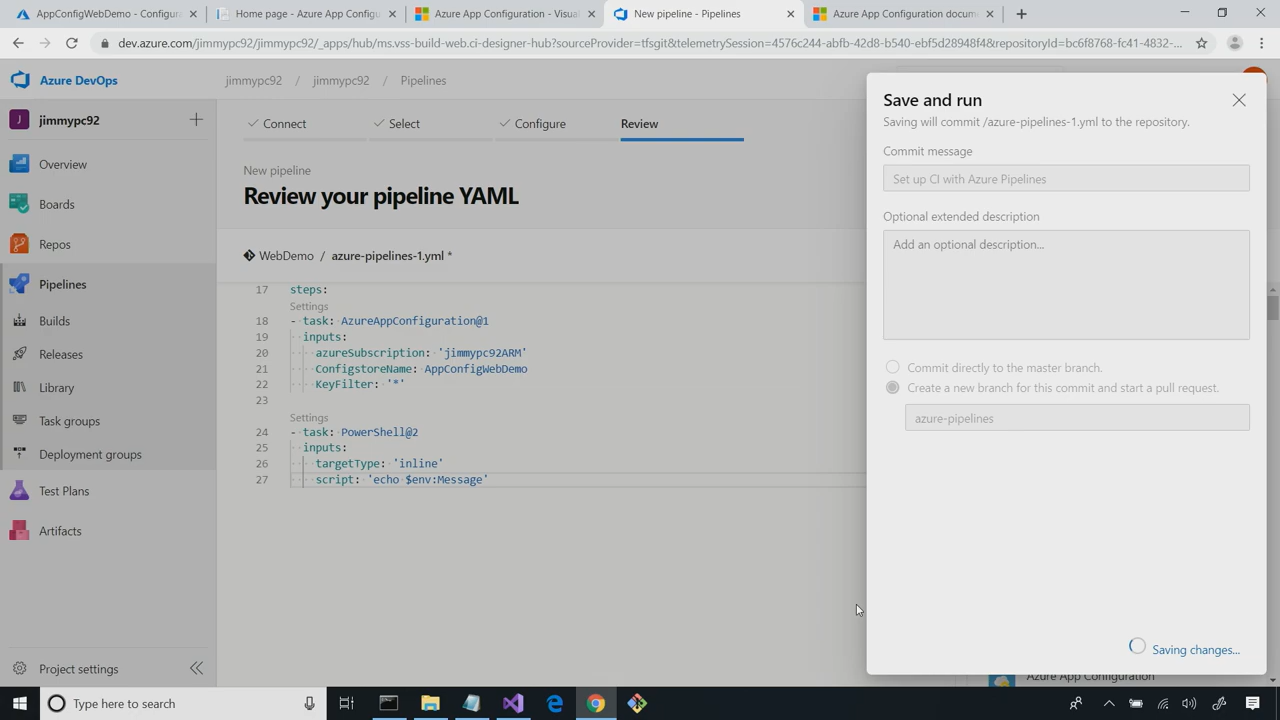 AppConfigWebDemo - Configur
Home page - Azure App Configu
Azure App Configuration - Visual
New pipeline - Pipelines
Azure App Configuration docum
dev.azure.com/jimmypc92/jimmypc92/_apps/hub/ms.vss-build-web.ci-designer-hub?sourceProvider=tfsgit&telemetrySession=4576c244-abfb-42d8-b540-ebf5d28948f4&repositoryId=bc6f8768-fc41-4832-...
Azure DevOps
jimmypc92 / jimmypc92 / Pipelines
J jimmypc92
Overview
Boards
Repos
Pipelines
Builds
Releases
Library
Task groups
Deployment groups
Test Plans
Artifacts
Project settings
Connect
Select
Configure
Review
New pipeline
Review your pipeline YAML
WebDemo / azure-pipelines-1.yml *
17 steps:
Settings
18 - task: AzureAppConfiguration@1
19 inputs:
20 azureSubscription: 'jimmypc92ARM'
21 ConfigstoreName: AppConfigWebDemo
22 KeyFilter: '*'
23
Settings
24 - task: PowerShell@2
25 inputs:
26 targetType: 'inline'
27 script: 'echo $env:Message'
Save and run
Saving will commit /azure-pipelines-1.yml to the repository.
Commit message
Set up CI with Azure Pipelines
Optional extended description
Add an optional description...
Commit directly to the master branch.
Create a new branch for this commit and start a pull request.
azure-pipelines
Saving changes...
Azure App Configuration
Type here to search